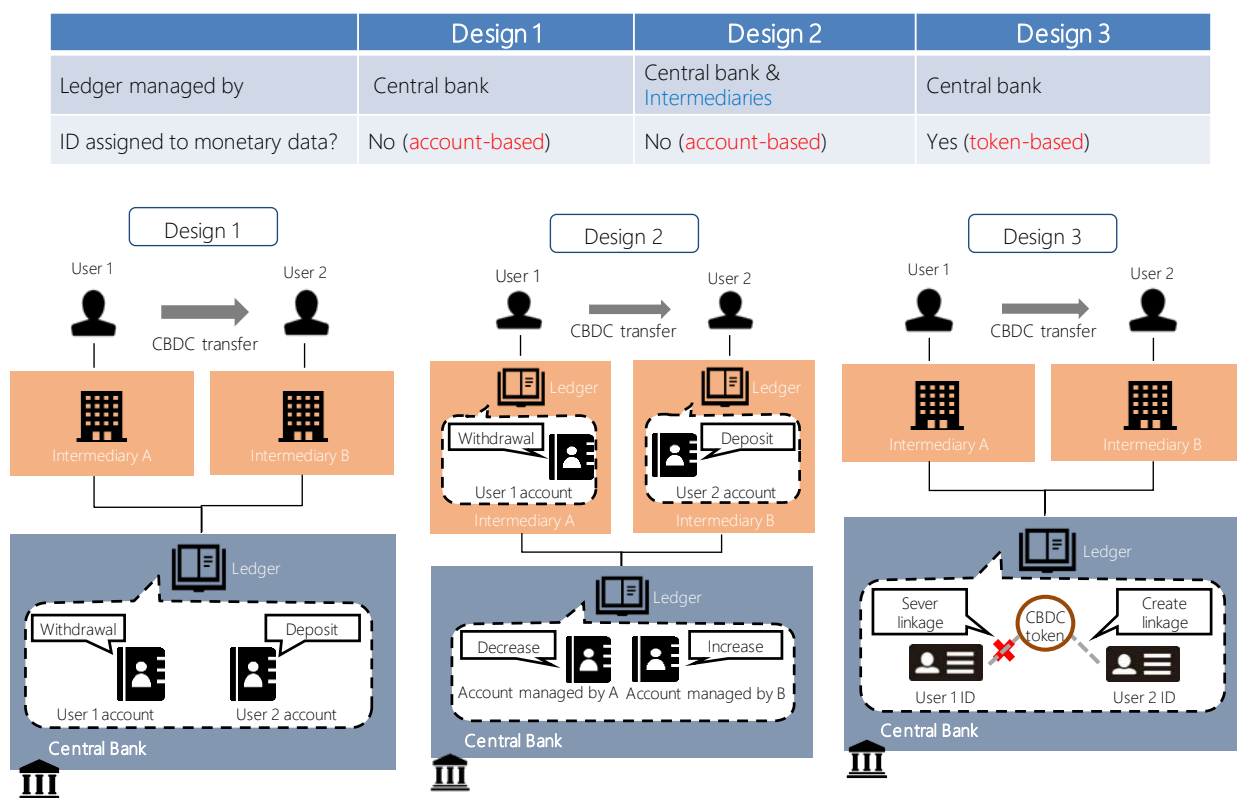 Design 1 Design 2 Design 3
Ledger managed by Central bank Central bank & Intermediaries Central bank
ID assigned to monetary data? No (account-based) No (account-based) Yes (token-based)
Design 1
User 1
User 2
CBDC transfer
Intermediary A
Intermediary B
Ledger
Withdrawal
Deposit
User 1 account
User 2 account
Central Bank
Design 2
User 1
User 2
CBDC transfer
Ledger
Ledger
Withdrawal
Deposit
User 1 account
User 2 account
Intermediary A
Intermediary B
Ledger
Decrease
Increase
Account managed by A
Account managed by B
Central Bank
Design 3
User 1
User 2
CBDC transfer
Intermediary A
Intermediary B
Ledger
Sever
linkage
CBDC
token
Create
linkage
User 1 ID
User 2 ID
Central Bank